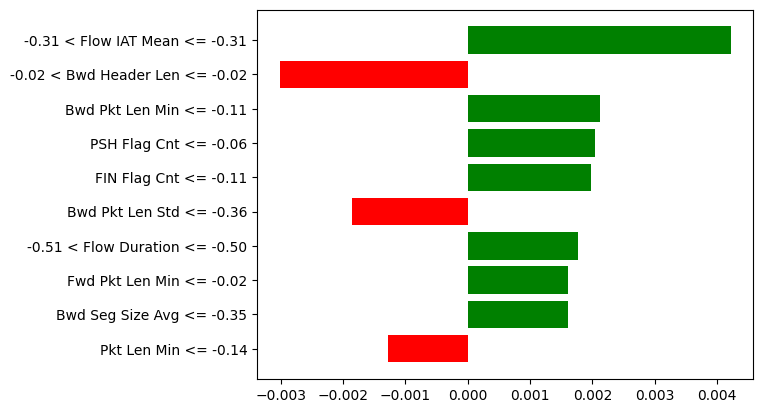 -0.31 < Flow IAT Mean <= -0.31
-0.02 < Bwd Header Len <= -0.02
Bwd Pkt Len Min <= -0.11
PSH Flag Cnt <= -0.06
FIN Flag Cnt <= -0.11
Bwd Pkt Len Std <= -0.36
-0.51 < Flow Duration <= -0.50
Fwd Pkt Len Min <= -0.02
Bwd Seg Size Avg <= -0.35
Pkt Len Min <= -0.14
−0.003 −0.002 −0.001 0.000 0.001 0.002 0.003 0.004